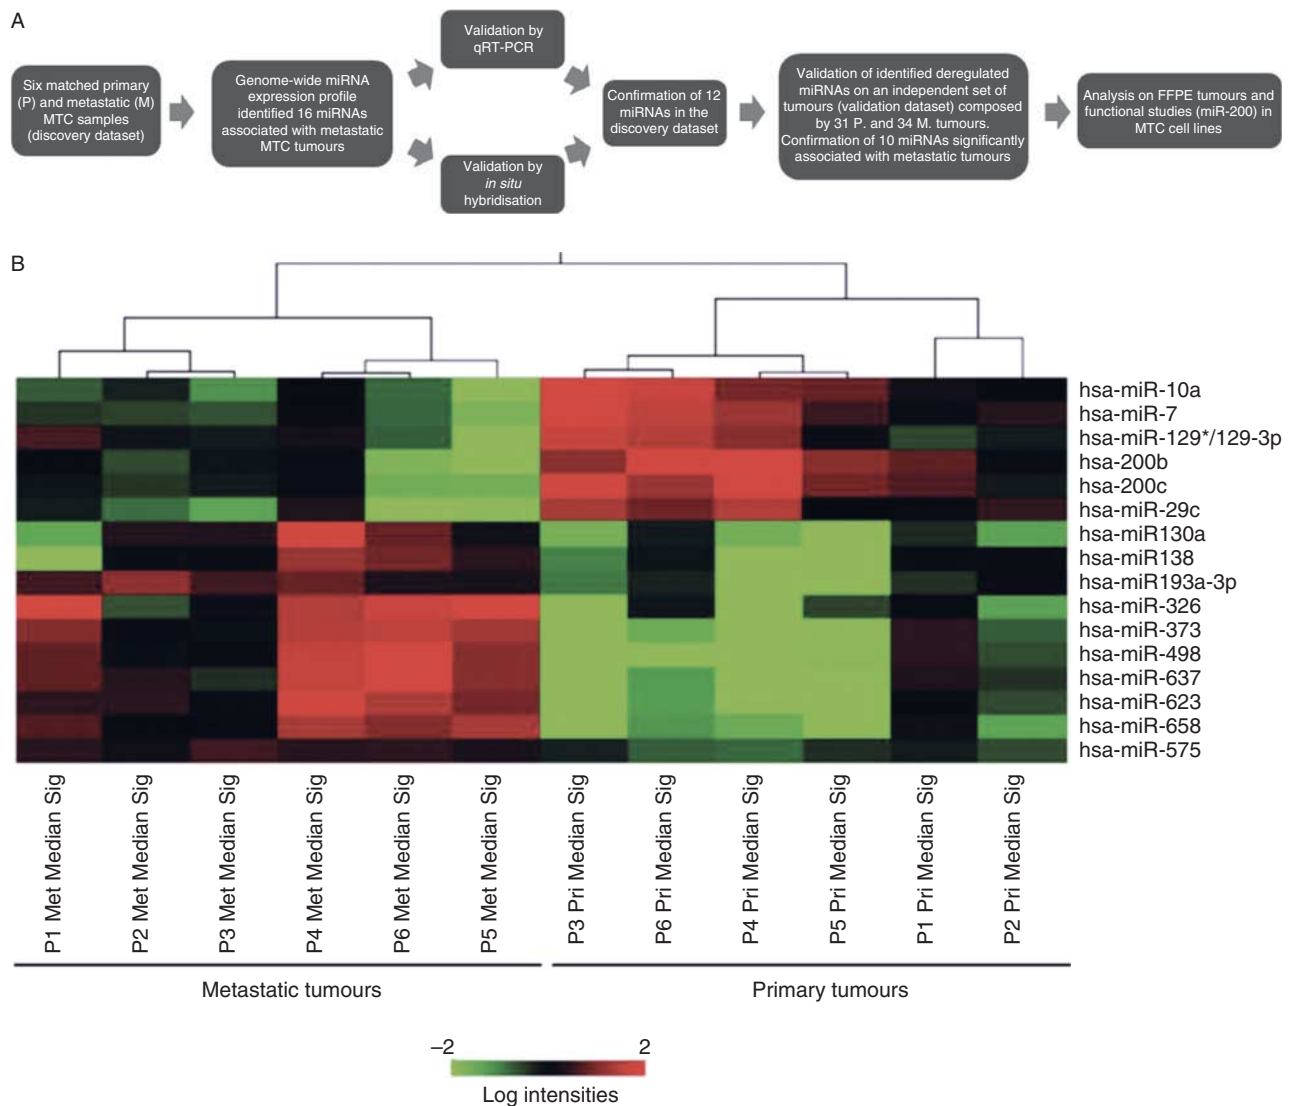 A
Six matched primary
(P) and metastatic (M)
MTC samples
(discovery dataset)
Genome-wide miRNA
expression profile
identified 16 miRNAs
associated with metastatic
MTC tumours
Validation by
qRT-PCR
Validation by
in situ
hybridisation
Confirmation of 12
miRNAs in the
discovery dataset
Validation of identified deregulated
miRNAs on an independent set of
tumours (validation dataset) composed
by 31 P. and 34 M. tumours.
Confirmation of 10 miRNAs significantly
associated with metastatic tumours
Analysis on FFPE tumours and
functional studies (miR-200) in
MTC cell lines
B
hsa-miR-10a
hsa-miR-7
hsa-miR-129*/129-3p
hsa-200b
hsa-200c
hsa-miR-29c
hsa-miR130a
hsa-miR138
hsa-miR193a-3p
hsa-miR-326
hsa-miR-373
hsa-miR-498
hsa-miR-637
hsa-miR-623
hsa-miR-658
hsa-miR-575
P1 Met Median Sig
P2 Met Median Sig
P3 Met Median Sig
P4 Met Median Sig
P6 Met Median Sig
P5 Met Median Sig
P3 Pri Median Sig
P6 Pri Median Sig
P4 Pri Median Sig
P5 Pri Median Sig
P1 Pri Median Sig
P2 Pri Median Sig
Metastatic tumours
Primary tumours
–2
2
Log intensities